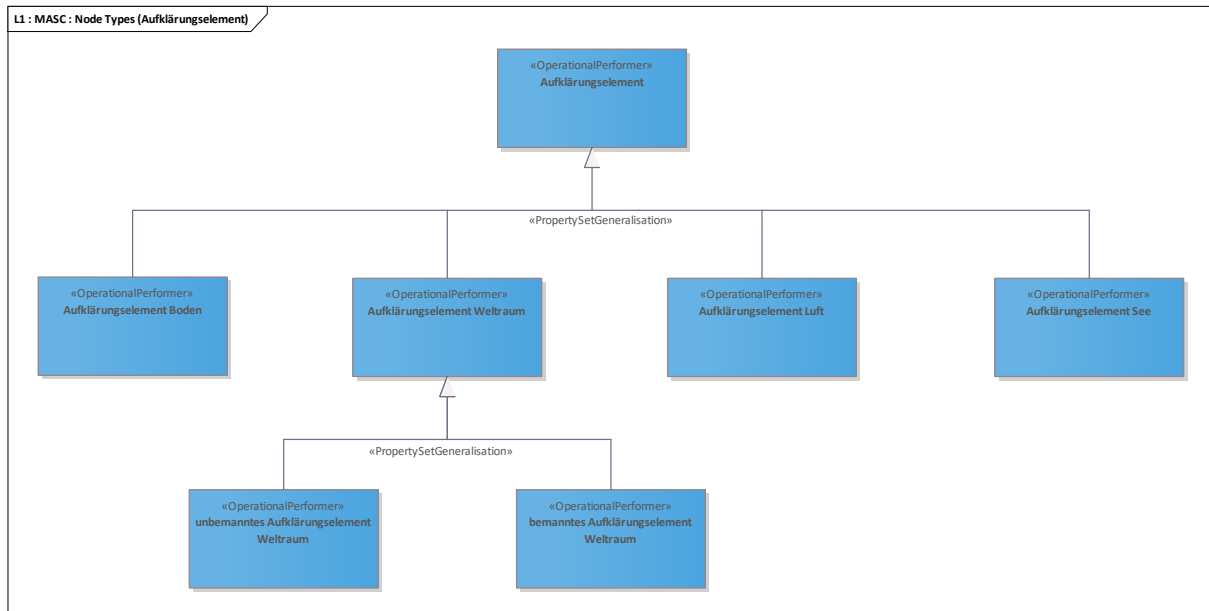 L1 : MASC : Node Types (Aufklärungselement)
«OperationalPerformer»
Aufklärungselement
«PropertySetGeneralisation»
«OperationalPerformer»
Aufklärungselement Boden
«OperationalPerformer»
Aufklärungselement Weltraum
«OperationalPerformer»
Aufklärungselement Luft
«OperationalPerformer»
Aufklärungselement See
«PropertySetGeneralisation»
«OperationalPerformer»
unbemanntes Aufklärungselement
Weltraum
«OperationalPerformer»
bemanntes Aufklärungselement
Weltraum